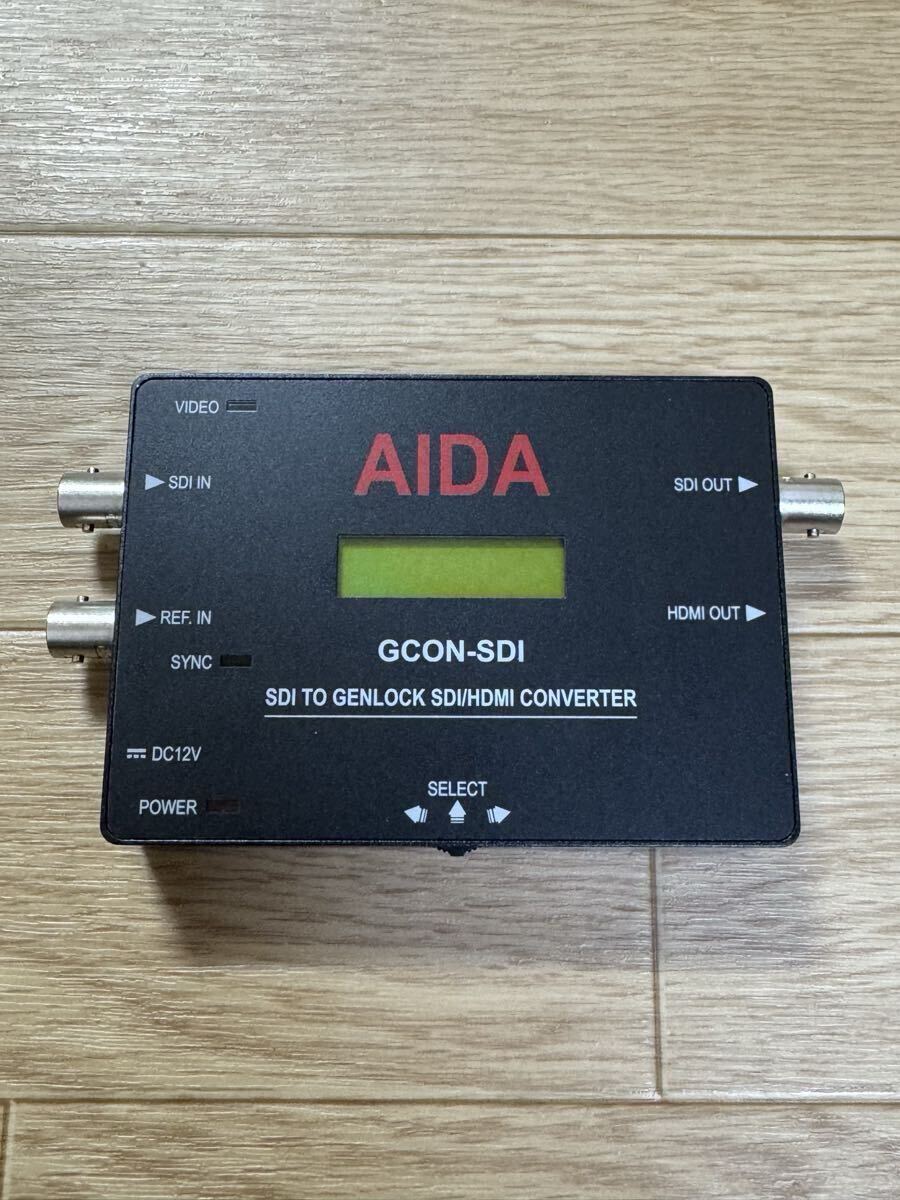 VIDEO
AIDA
SDI IN
SDI OUT
REF. IN
HDMI OUT
SYNC
GCON-SDI
SDI TO GENLOCK SDI/HDMI CONVERTER
DC12V
POWER
SELECT